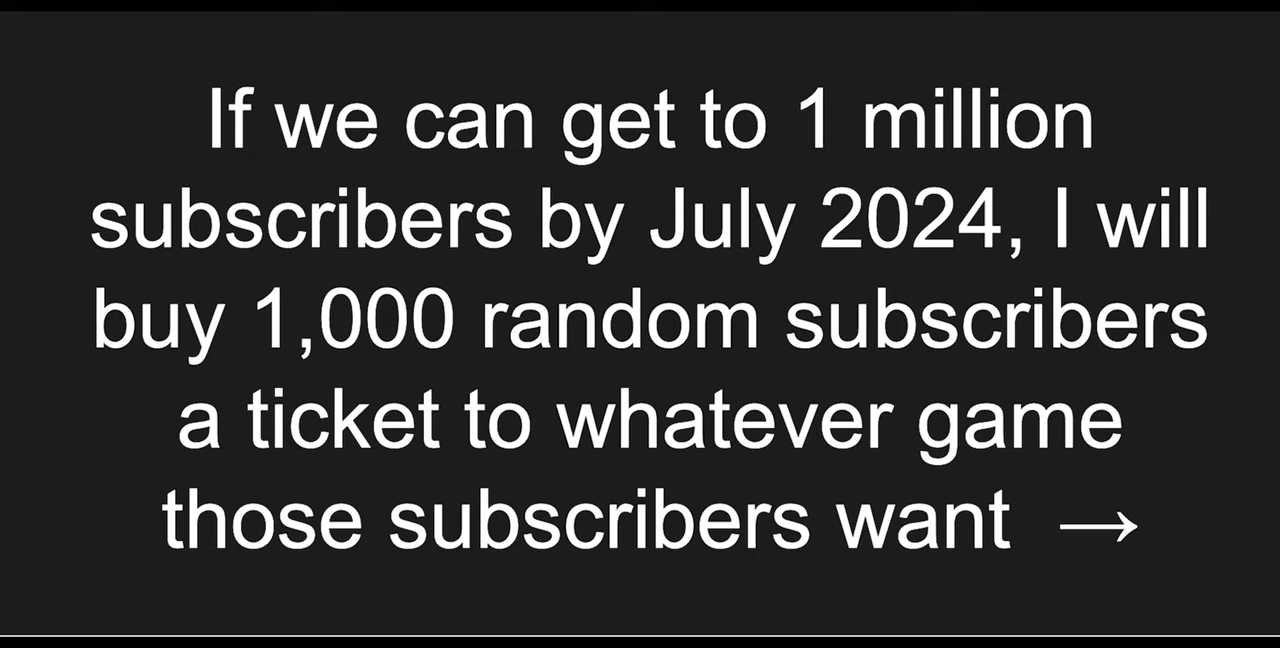 If we can get to 1 million
subscribers by July 2024, I will
buy 1,000 random subscribers
a ticket to whatever game
those subscribers want →